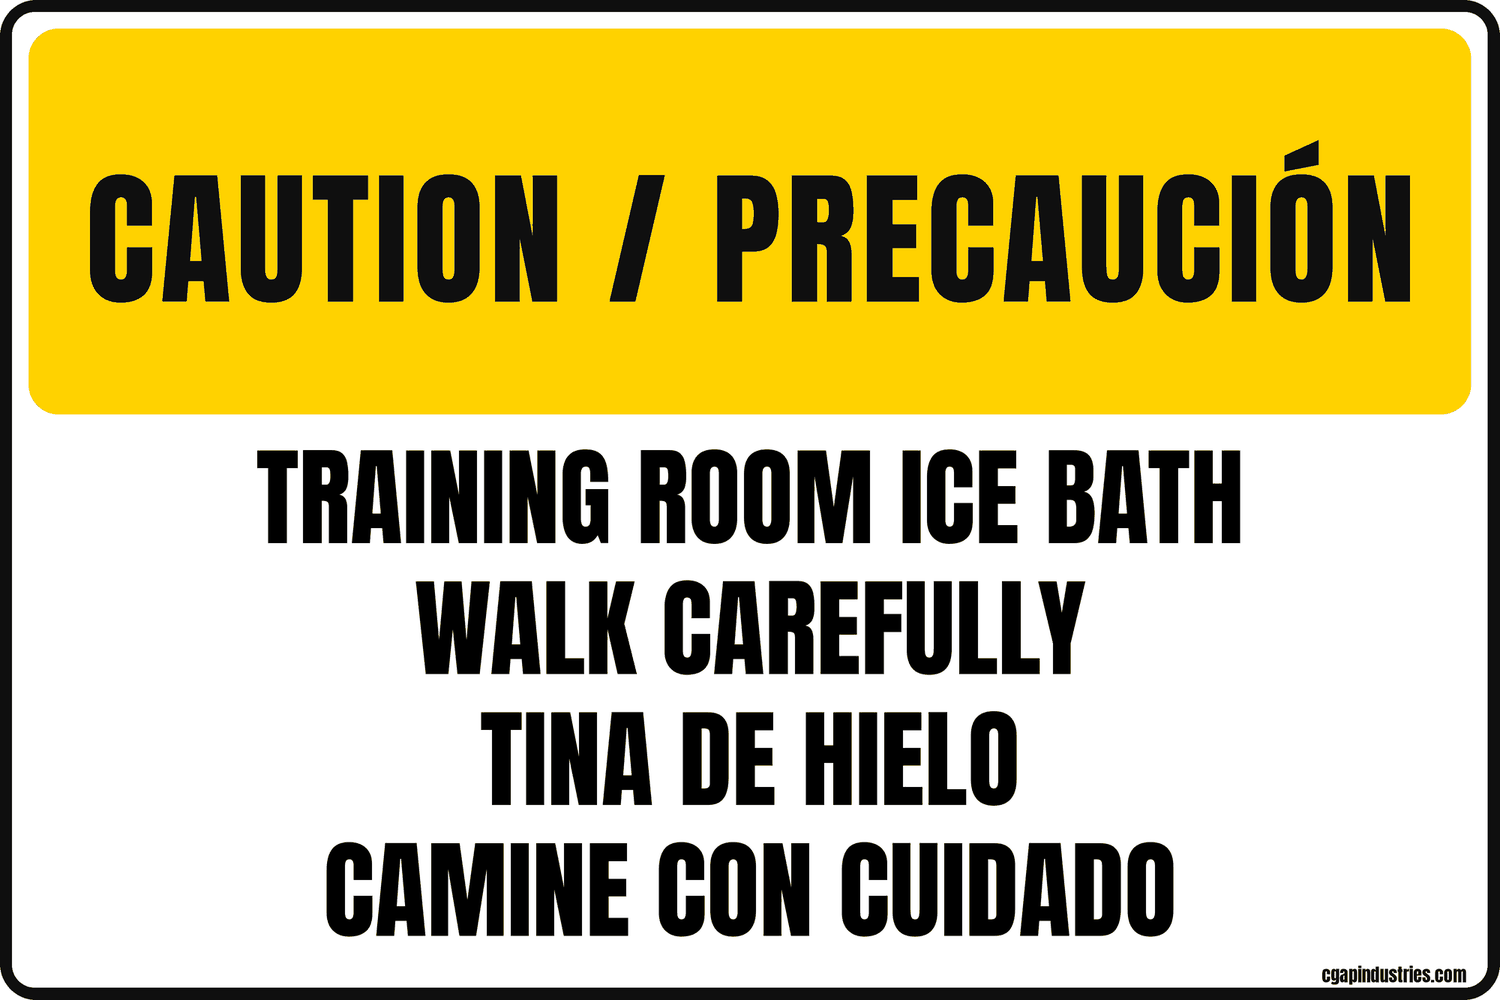 CAUTION / PRECAUCIÓN
TRAINING ROOM ICE BATH
WALK CAREFULLY
TINA DE HIELO
CAMINE CON CUIDADO
cgapindustries.com